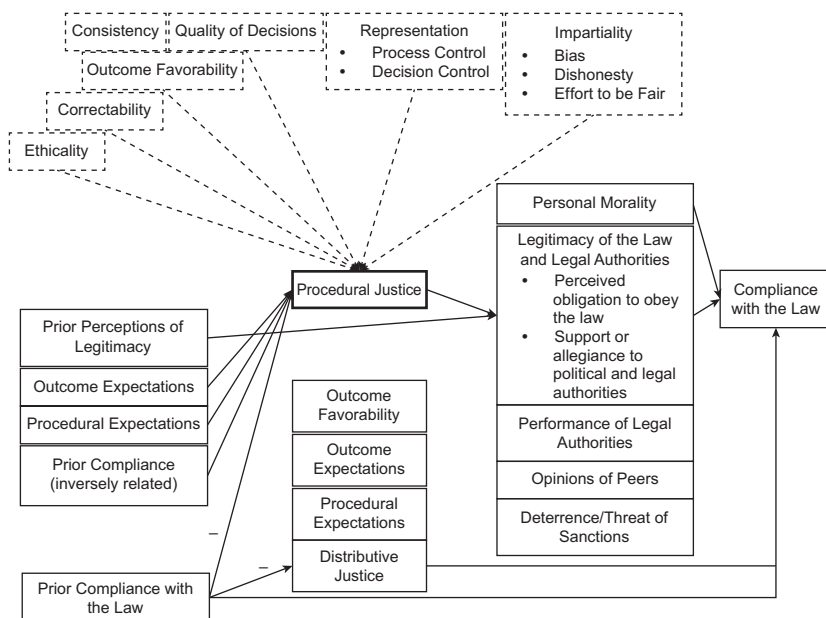 Consistency
Quality of Decisions
Outcome Favorability
Correctability
Ethicality
Representation
• Process Control
• Decision Control
Impartiality
• Bias
• Dishonesty
• Effort to be Fair
Procedural Justice
Prior Perceptions of
Legitimacy
Outcome Expectations
Procedural Expectations
Prior Compliance
(inversely related)
–
Prior Compliance with
the Law
–
Outcome
Favorability
Outcome
Expectations
Procedural
Expectations
Distributive
Justice
Personal Morality
Legitimacy of the Law
and Legal Authorities
• Perceived
obligation to obey
the law
• Support or
allegiance to
political and legal
authorities
Performance of Legal
Authorities
Opinions of Peers
Deterrence/Threat of
Sanctions
Compliance
with the Law